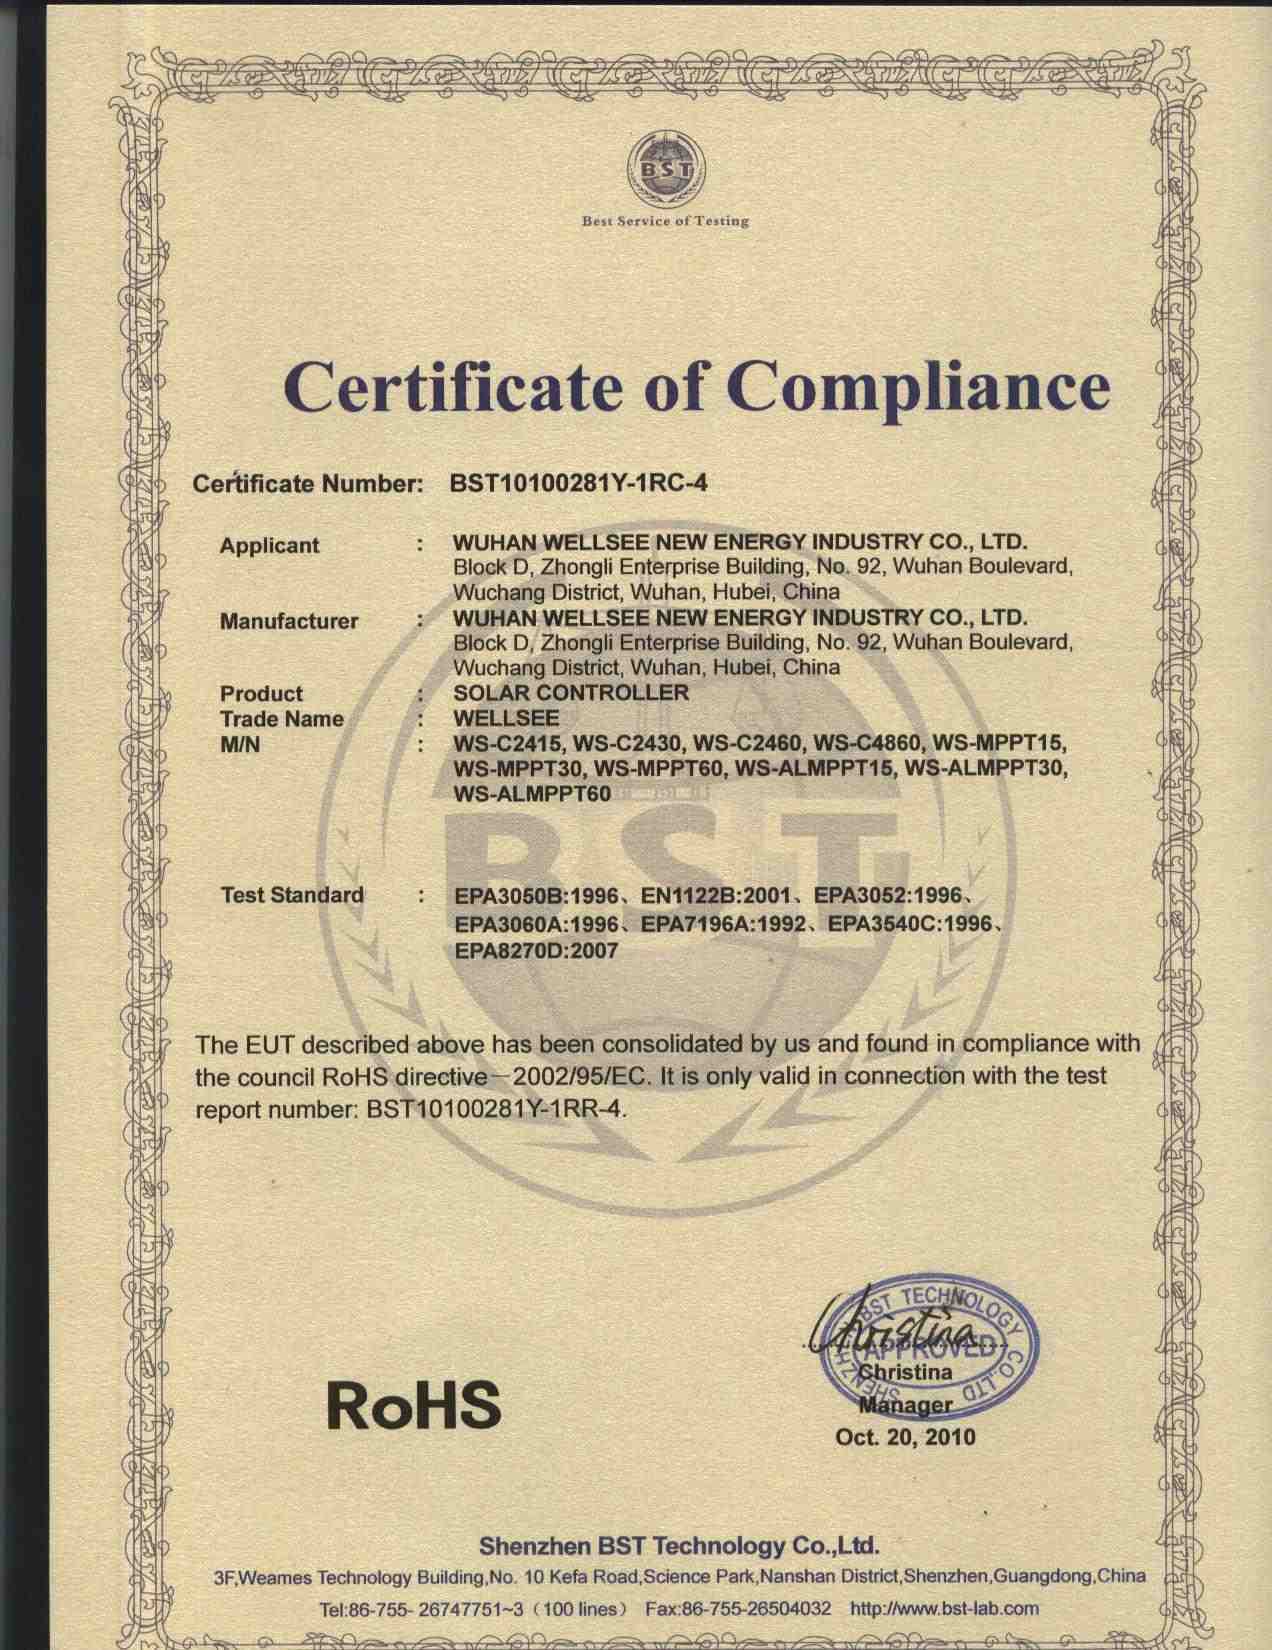 BST
Best Service of Testing
Certificate of Compliance
Certificate Number: BST10100281Y-1RC-4
Applicant : WUHAN WELLSEE NEW ENERGY INDUSTRY CO., LTD.
Block D, Zhongli Enterprise Building, No. 92, Wuhan Boulevard,
Wuchang District, Wuhan, Hubei, China
Manufacturer : WUHAN WELLSEE NEW ENERGY INDUSTRY CO., LTD.
Block D, Zhongli Enterprise Building, No. 92, Wuhan Boulevard,
Wuchang District, Wuhan, Hubei, China
Product : SOLAR CONTROLLER
Trade Name : WELLSEE
M/N : WS-C2415, WS-C2430, WS-C2460, WS-C4860, WS-MPPT15,
WS-MPPT30, WS-MPPT60, WS-ALMPPT15, WS-ALMPPT30,
WS-ALMPPT60
BST
Test Standard : EPA3050B:1996、EN1122B:2001、EPA3052:1996、
EPA3060A:1996、EPA7196A:1992、EPA3540C:1996、
EPA8270D:2007
The EUT described above has been consolidated by us and found in compliance with
the council RoHS directive—2002/95/EC. It is only valid in connection with the test
report number: BST10100281Y-1RR-4.
SHENZHEN BST TECHNOLOGY CO.,LTD
APPROVED
Christina
Christina
Manager
Oct. 20, 2010
RoHS
Shenzhen BST Technology Co.,Ltd.
3F,Weames Technology Building,No. 10 Kefa Road,Science Park,Nanshan District,Shenzhen,Guangdong,China
Tel:86-755- 26747751~3（100 lines） Fax:86-755-26504032 http://www.bst-lab.com